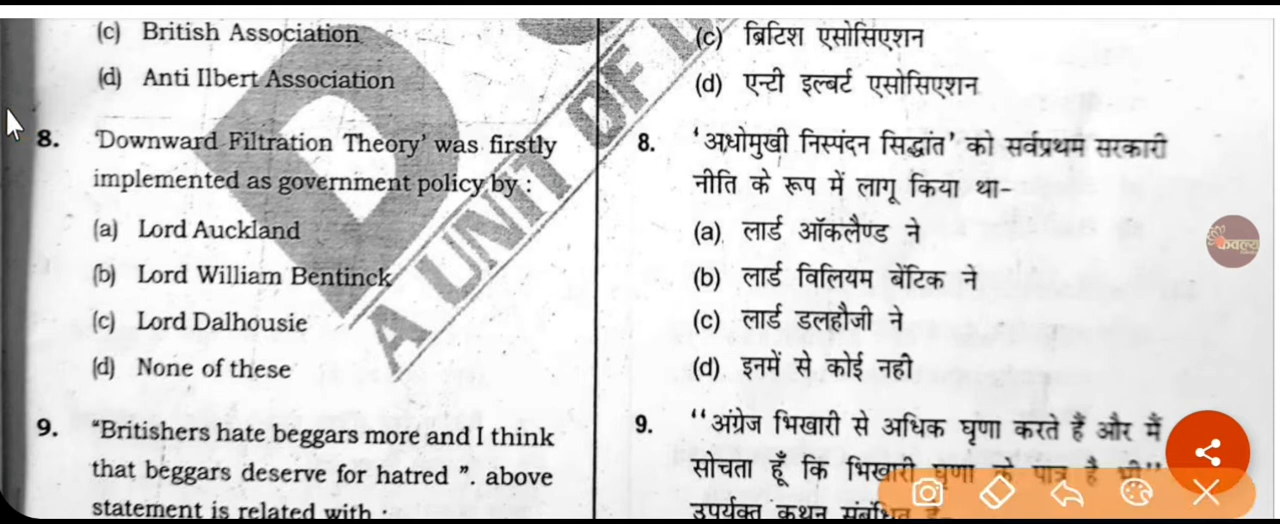 (c) British Association
(d) Anti Ilbert Association
8. 'Downward Filtration Theory' was firstly
implemented as government policy by :
(a) Lord Auckland
(b) Lord William Bentinck
(c) Lord Dalhousie
(d) None of these
9. "Britishers hate beggars more and I think
that beggars deserve for hatred ". above
statement is related with :
(c) ब्रिटिश एसोसिएशन
(d) एन्टी इल्बर्ट एसोसिएशन
8. 'अधोमुखी निस्पंदन सिद्धांत' को सर्वप्रथम सरकारी
नीति के रूप में लागू किया था-
(a) लार्ड ऑकलैण्ड ने
(b) लार्ड विलियम बेंटिक ने
(c) लार्ड डलहौजी ने
(d) इनमें से कोई नही
9. "अंग्रेज भिखारी से अधिक घृणा करते हैं और मैं
सोचता हूँ कि भिखारी घृणा के पात्र है भी"
उपर्युक्त कथन संबंधित है-
A UNIT OF
कैवल्य